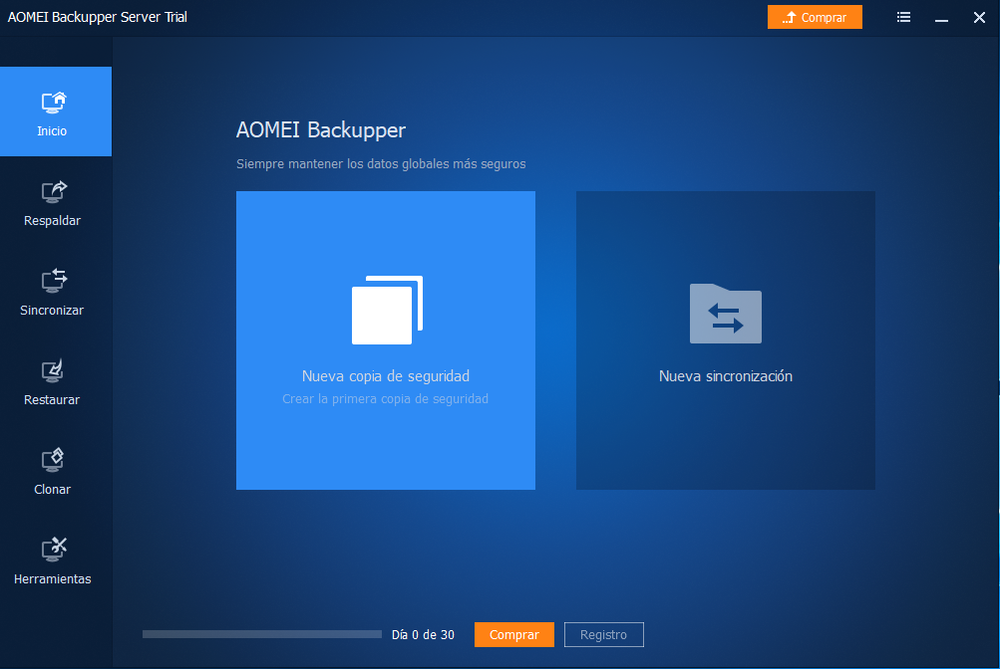 AOMEI Backupper Server Trial
Comprar
Inicio
Respaldar
Sincronizar
Restaurar
Clonar
Herramientas
AOMEI Backupper
Siempre mantener los datos globales más seguros
Nueva copia de seguridad
Crear la primera copia de seguridad
Nueva sincronización
Día 0 de 30
Comprar
Registro